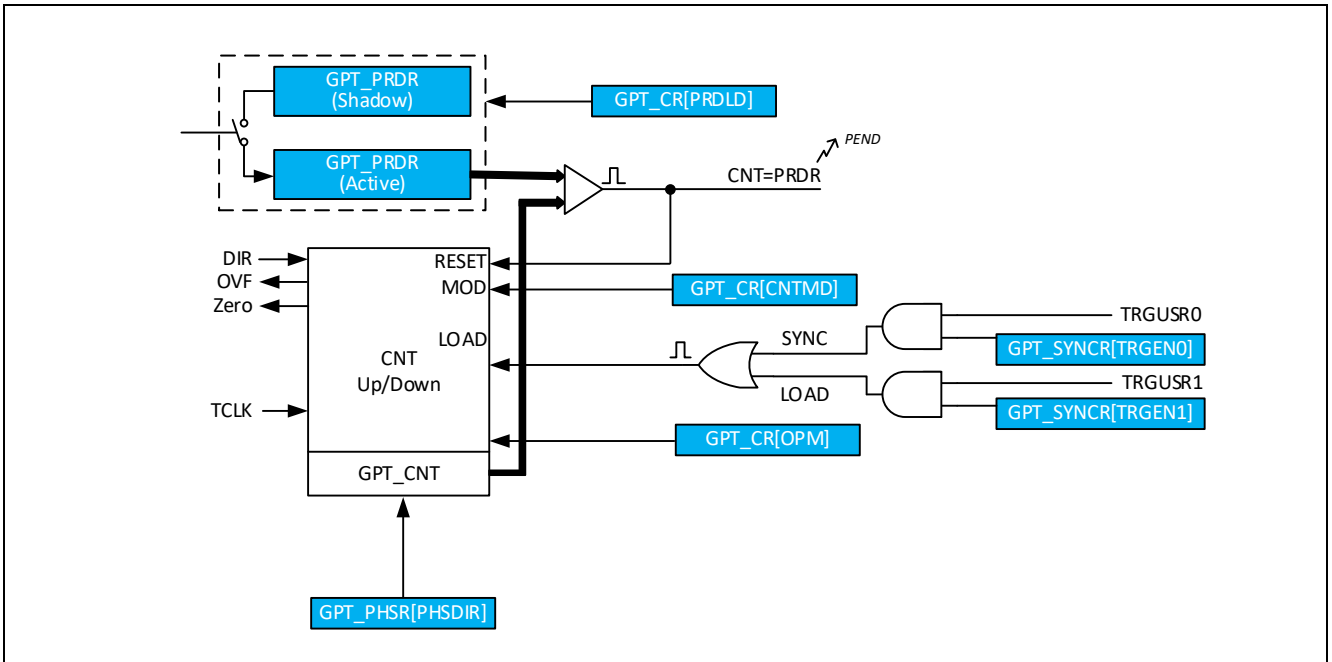 GPT_PRDR
(Shadow)
GPT_CR[PRDLD]
PEND
GPT_PRDR
(Active)
CNT=PRDR
DIR
RESET
OVF
MOD
GPT_CR[CNTMD]
Zero
TRGUSR0
LOAD
SYNC
GPT_SYNCR[TRGEN0]
CNT
Up/Down
TRGUSR1
LOAD
TCLK
GPT_SYNCR[TRGEN1]
GPT_CR[OPM]
GPT_CNT
GPT_PHSR[PHSDIR]